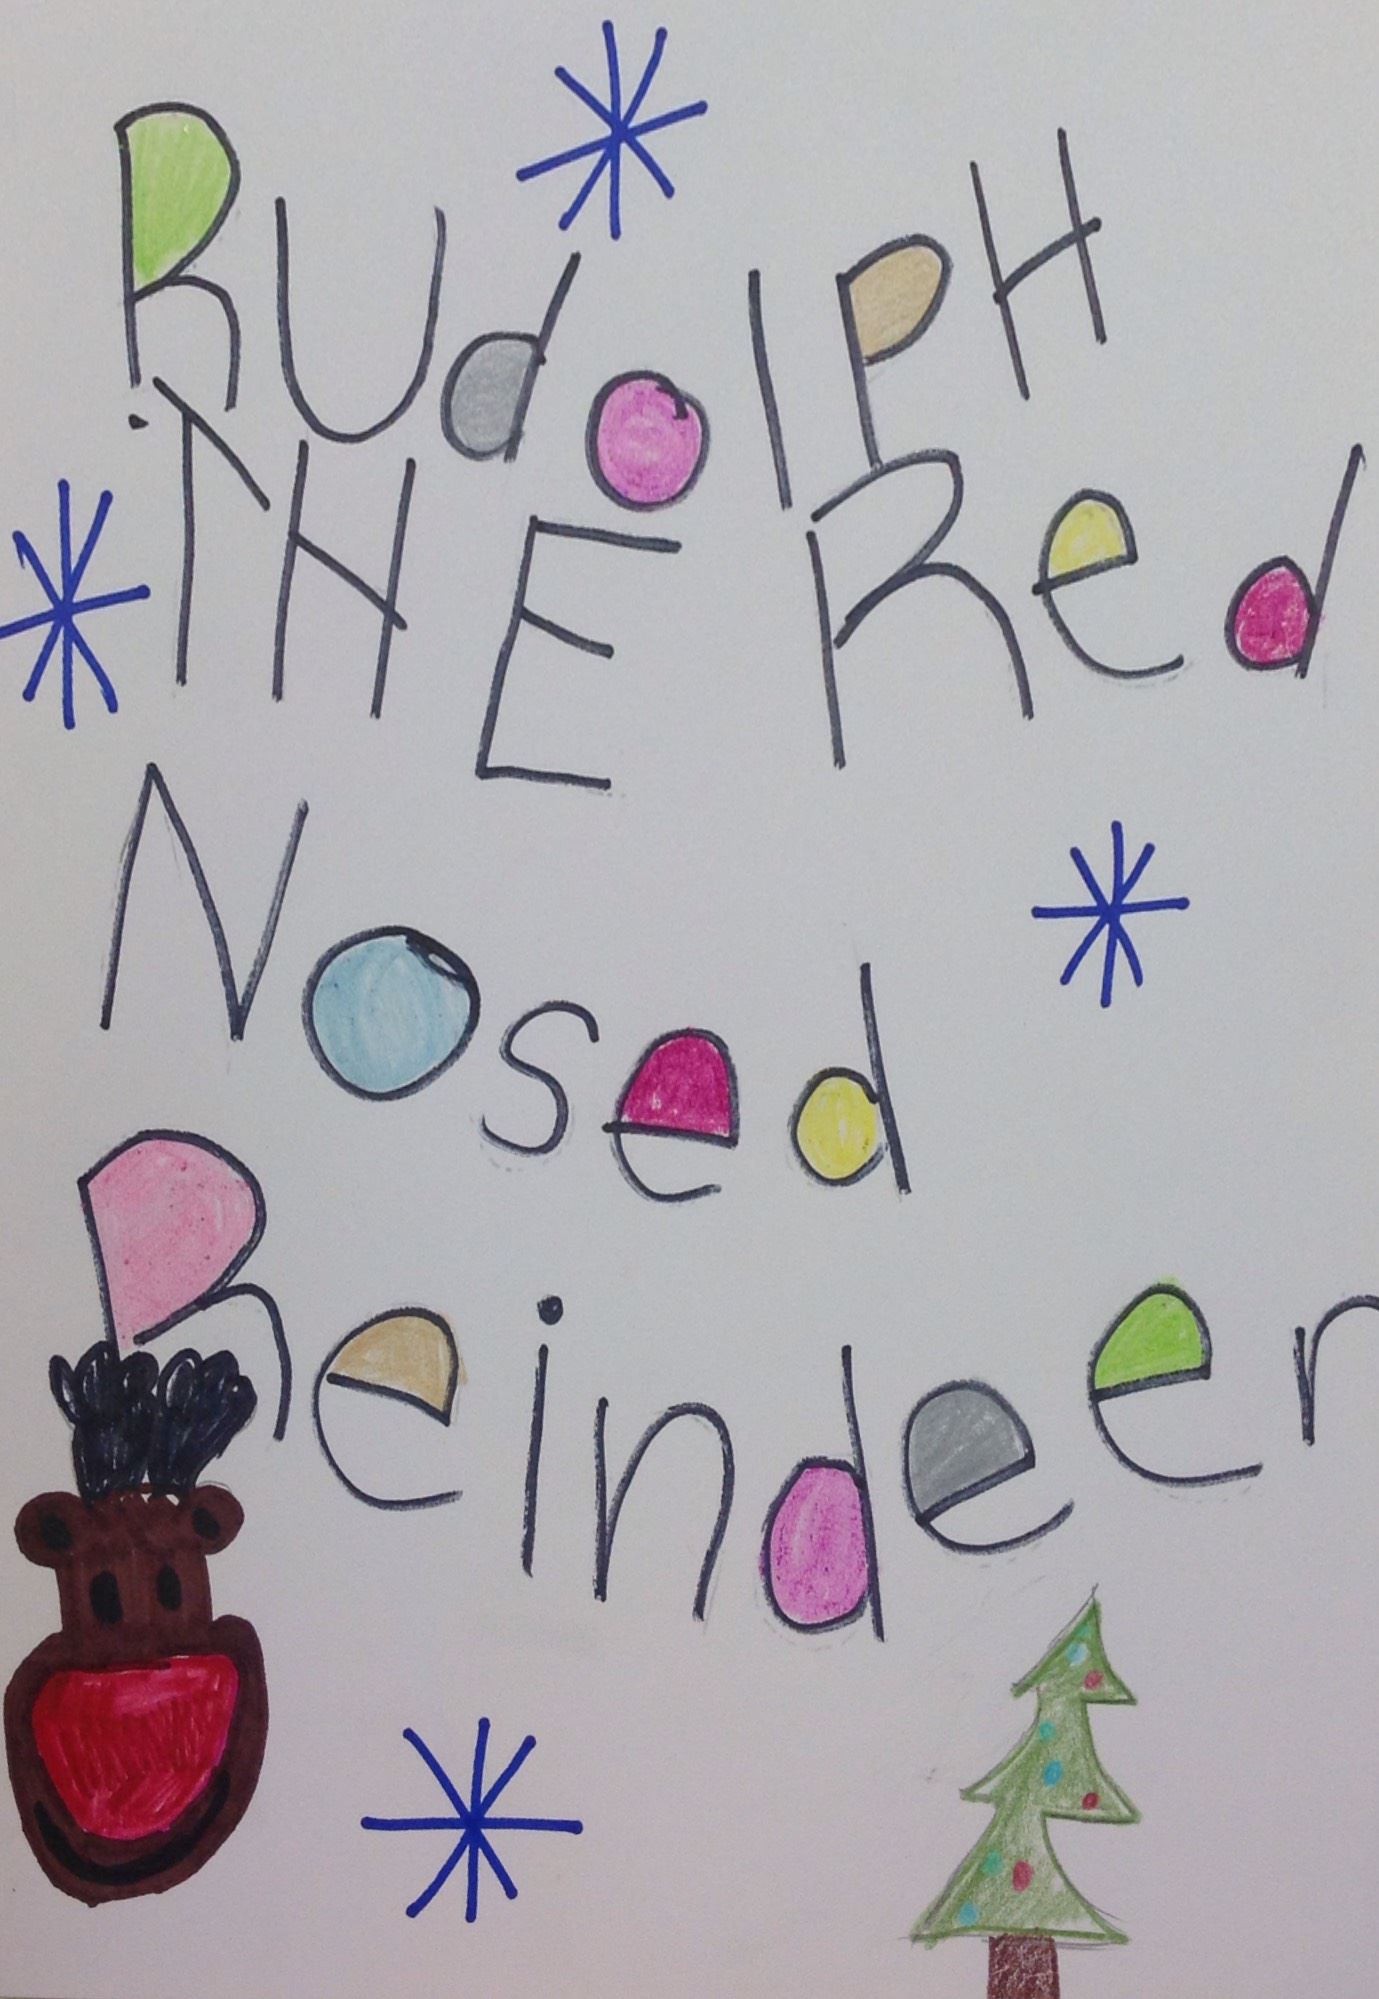 RUdolPH
THE Red
Nosed
Reindeer